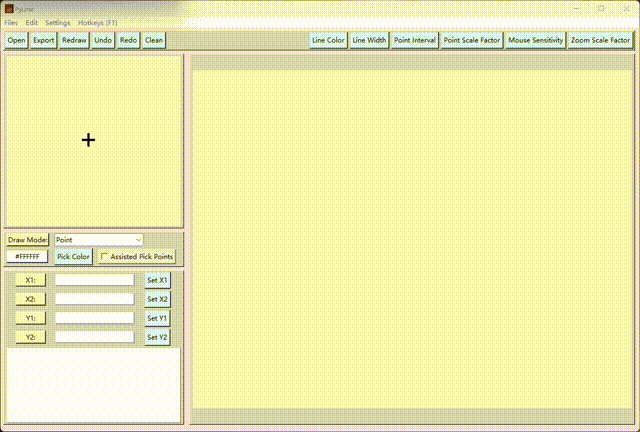 PyLine
Files Edit Settings Hotkeys (F1)
Open Export Redraw Undo Redo Clean Line Color Line Width Point Interval Point Scale Factor Mouse Sensitivity Zoom Scale Factor
Draw Mode: Point
#FFFFFF Pick Color Assisted Pick Points
X1: Set X1
X2: Set X2
Y1: Set Y1
Y2: Set Y2